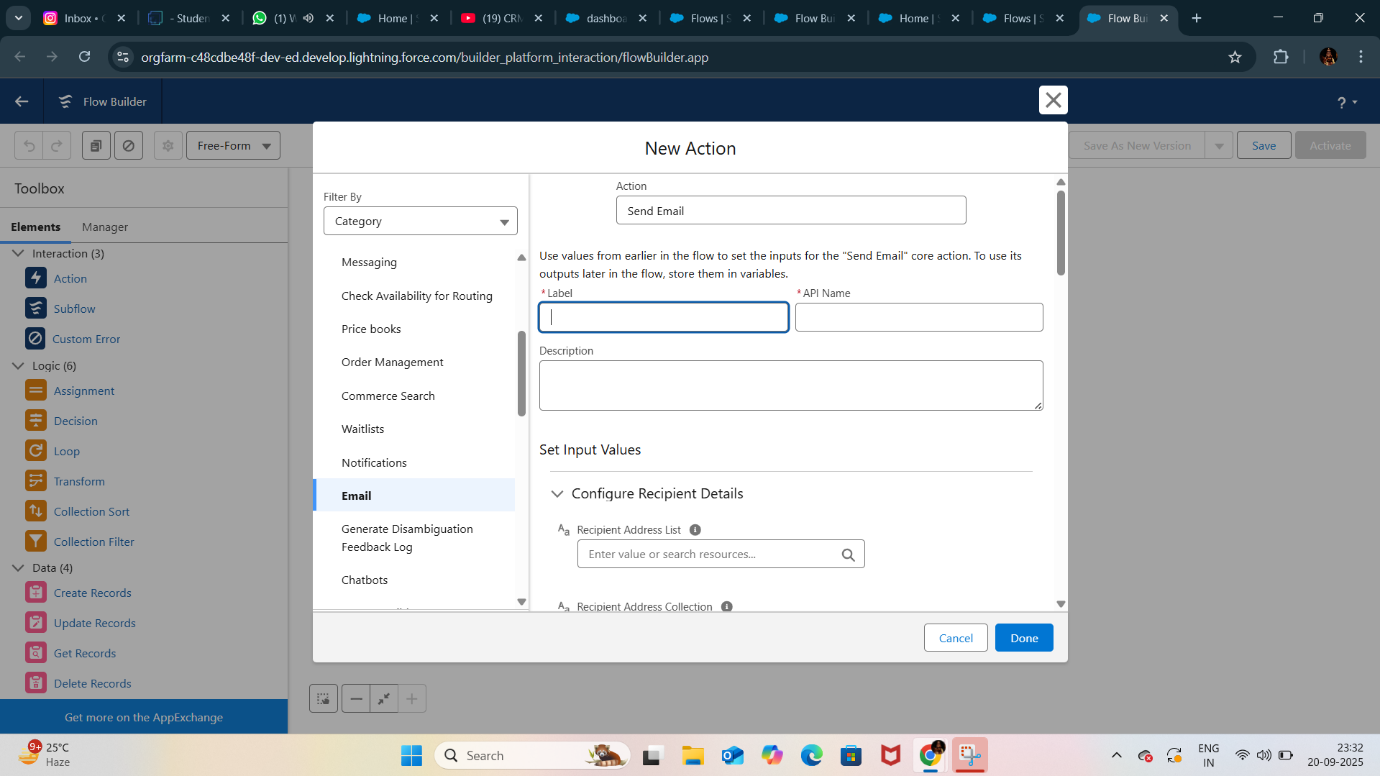 Inbox •
- Studen
(1) W
Home |
(19) CRM
dashboa
Flows | S
Flow Bui
Home |
Flows | S
Flow Bui
orgfarm-c48cdbe48f-dev-ed.develop.lightning.force.com/builder_platform_interaction/flowBuilder.app
Flow Builder
?
Free-Form
Save As New Version
Save
Activate
New Action
Toolbox
Elements
Manager
Interaction (3)
Action
Subflow
Custom Error
Logic (6)
Assignment
Decision
Loop
Transform
Collection Sort
Collection Filter
Data (4)
Create Records
Update Records
Get Records
Delete Records
Get more on the AppExchange
Filter By
Category
Messaging
Check Availability for Routing
Price books
Order Management
Commerce Search
Waitlists
Notifications
Email
Generate Disambiguation
Feedback Log
Chatbots
Action
Send Email
Use values from earlier in the flow to set the inputs for the "Send Email" core action. To use its
outputs later in the flow, store them in variables.
* Label
* API Name
Description
Set Input Values
Configure Recipient Details
Aa Recipient Address List
Enter value or search resources...
Aa Recipient Address Collection
Cancel
Done
9+
25°C
Haze
Search
ENG
IN
23:32
20-09-2025